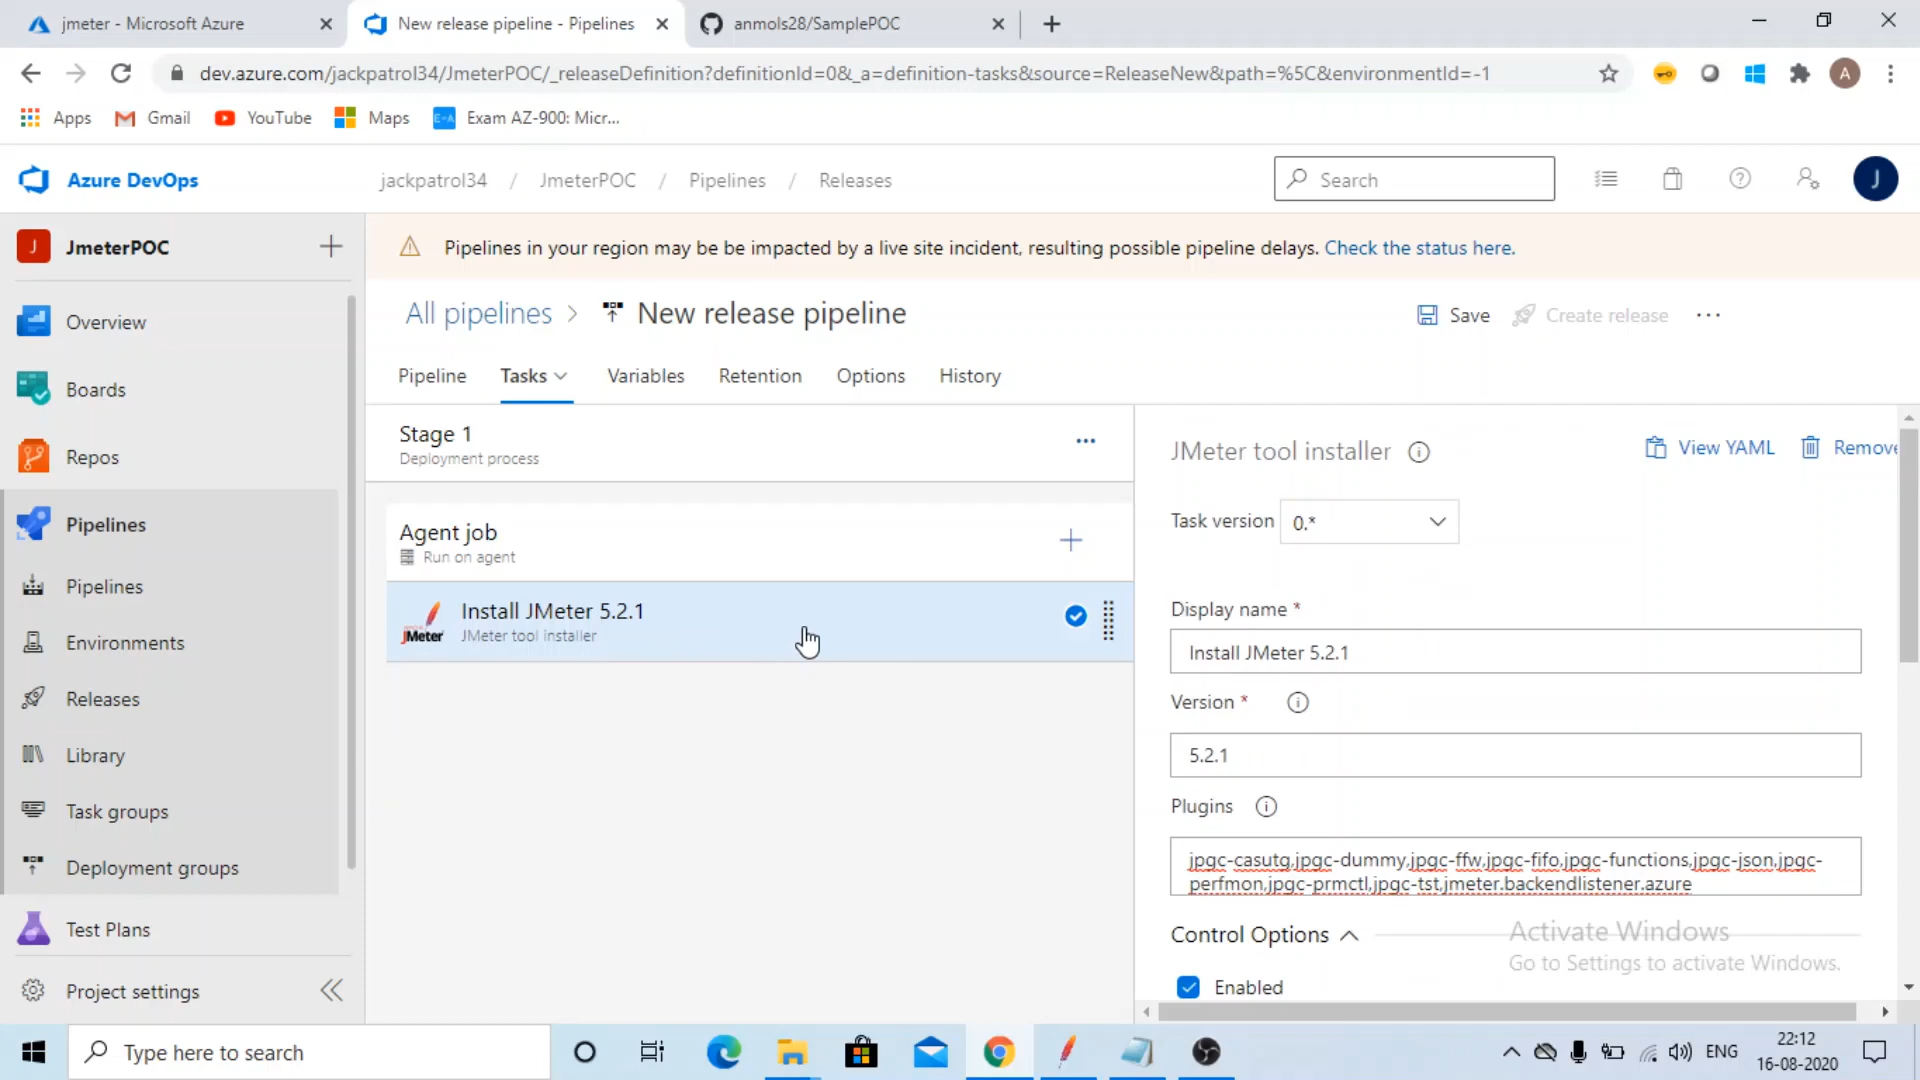 jmeter - Microsoft Azure
New release pipeline - Pipelines
anmols28/SamplePOC
dev.azure.com/jackpatrol34/JmeterPOC/_releaseDefinition?definitionId=0&_a=definition-tasks&source=ReleaseNew&path=%5C&environmentId=-1
A
Apps
Gmail
YouTube
Maps
E-A
Exam AZ-900: Micr...
Azure DevOps
jackpatrol34 / JmeterPOC / Pipelines / Releases
Search
J
J
JmeterPOC
Pipelines in your region may be be impacted by a live site incident, resulting possible pipeline delays. Check the status here.
Overview
Boards
Repos
Pipelines
Pipelines
Environments
Releases
Library
Task groups
Deployment groups
Test Plans
Project settings
All pipelines > New release pipeline
Save
Create release
Pipeline
Tasks
Variables
Retention
Options
History
Stage 1
Deployment process
Agent job
Run on agent
JMeter
Install JMeter 5.2.1
JMeter tool installer
JMeter tool installer
View YAML
Remove
Task version
0.*
Display name *
Install JMeter 5.2.1
Version *
5.2.1
Plugins
jpgc-casutg,jpgc-dummy,jpgc-ffw,jpgc-fifo,jpgc-functions,jpgc-json,jpgc-
perfmon,jpgc-prmctl,jpgc-tst,jmeter.backendlistener.azure
Control Options
Enabled
Activate Windows
Go to Settings to activate Windows.
Type here to search
ENG
22:12
16-08-2020